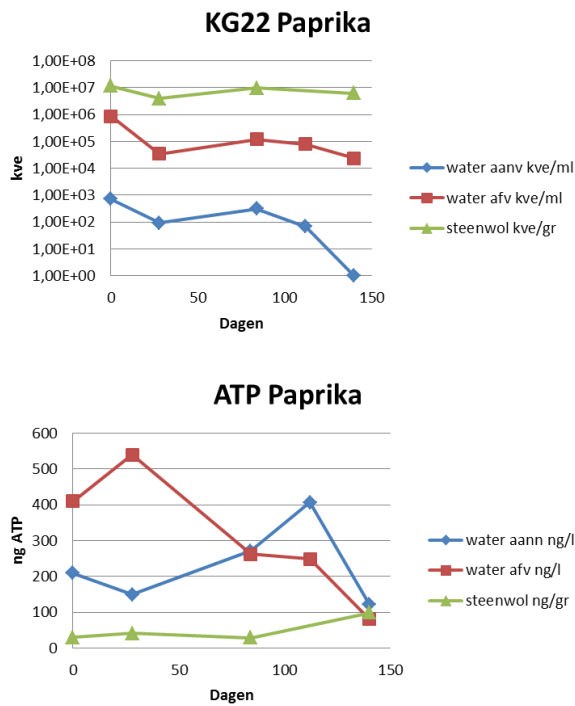 KG22 Paprika
1,00E+08
1,00E+07
1,00E+06
1,00E+05
1,00E+04
1,00E+03
1,00E+02
1,00E+01
1,00E+00
kve
0 50 100 150
Dagen
water aanv kve/ml
water afv kve/ml
steenwol kve/gr
ATP Paprika
600
500
400
300
200
100
0
ng ATP
0 50 100 150
Dagen
water aann ng/l
water afv ng/l
steenwol ng/gr